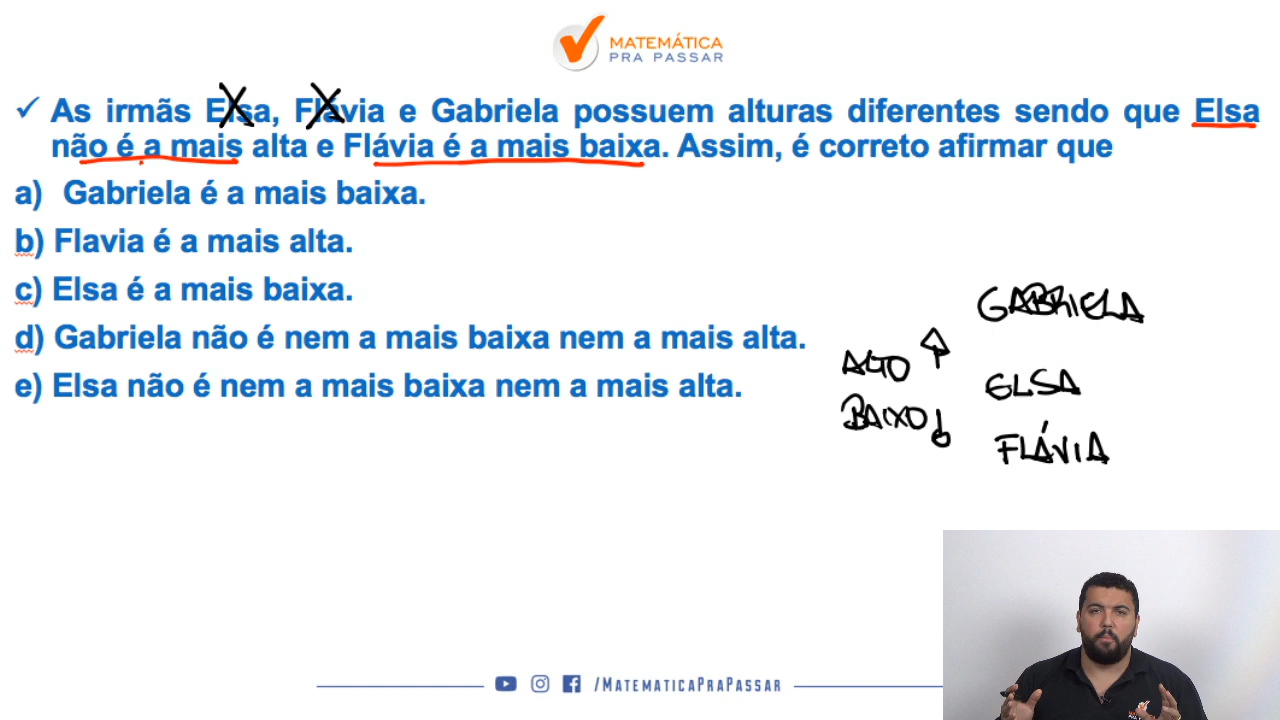 MATEMÁTICA
PRA PASSAR
✓ As irmãs Elsa, Flávia e Gabriela possuem alturas diferentes sendo que Elsa
não é a mais alta e Flávia é a mais baixa. Assim, é correto afirmar que
a) Gabriela é a mais baixa.
b) Flavia é a mais alta.
c) Elsa é a mais baixa.
d) Gabriela não é nem a mais baixa nem a mais alta.
e) Elsa não é nem a mais baixa nem a mais alta.
GABRIELA
ALTO
ELSA
BAIXO
FLÁVIA
/MATEMATICAPRAPASSAR